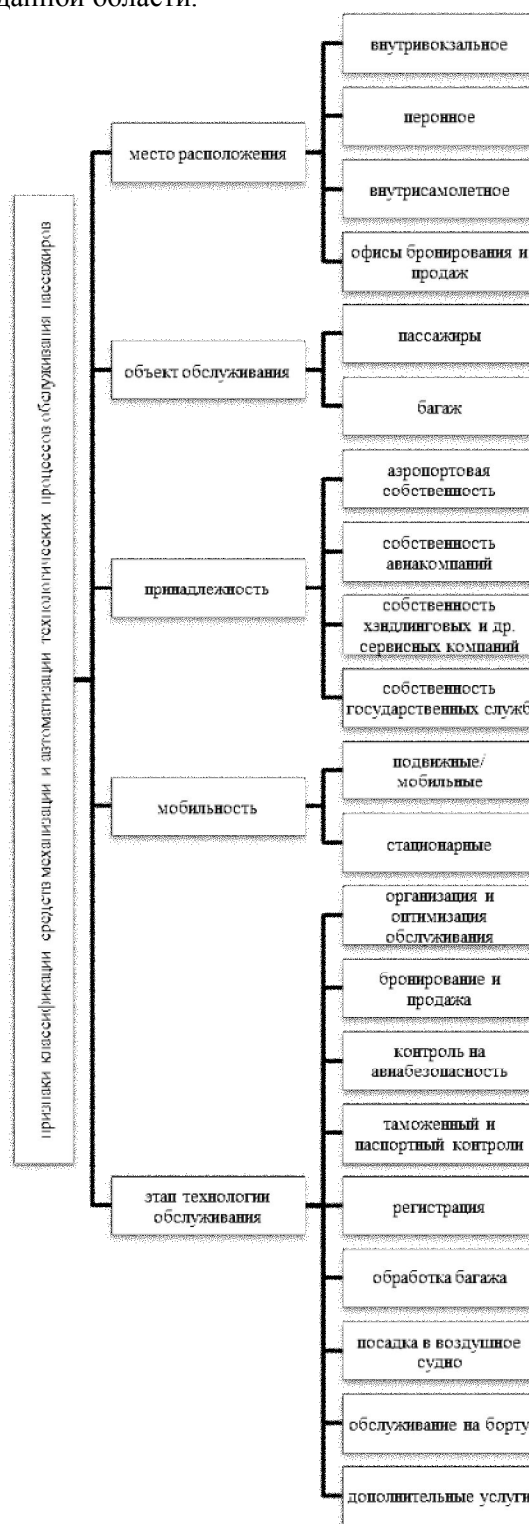 данной области.
признаки классификации средств механизации и автоматизации технологических процессов обслуживания пассажиров
место расположения
внутривокзальное
перонное
внутрисамолетное
офисы бронирования и
продаж
объект обслуживания
пассажиры
багаж
принадлежность
аэропортовая
собственность
собственность
авиакомпаний
собственность
хэндлинговых и др.
сервисных компаний
собственность
государственных служб
мобильность
подвижные/
мобильные
стационарные
этап технологии
обслуживания
организация и
оптимизация
обслуживания
бронирование и
продажа
контроль на
авиабезопасность
таможенный и
паспортный контроли
регистрация
обработка багажа
посадка в воздушное
судно
обслуживание на борту
дополнительные услуги